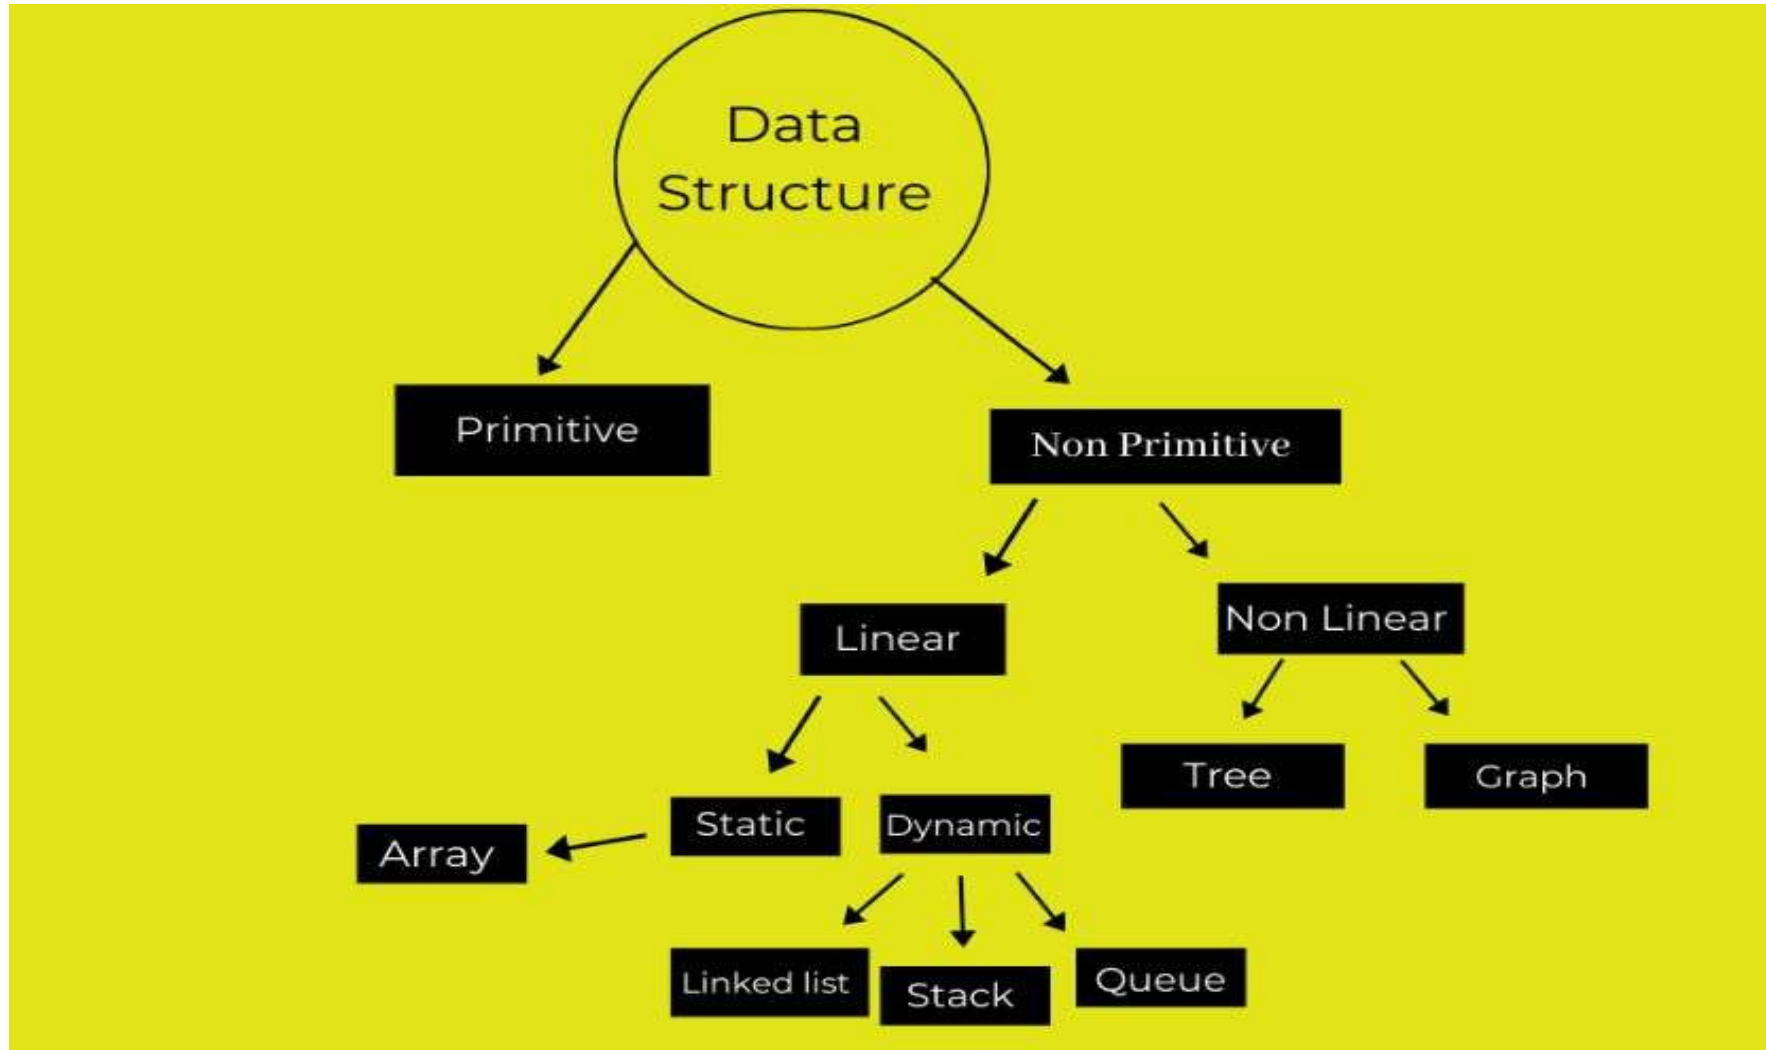 Data
Structure
Primitive
Non Primitive
Linear
Non Linear
Tree
Graph
Static
Dynamic
Array
Linked list
Stack
Queue